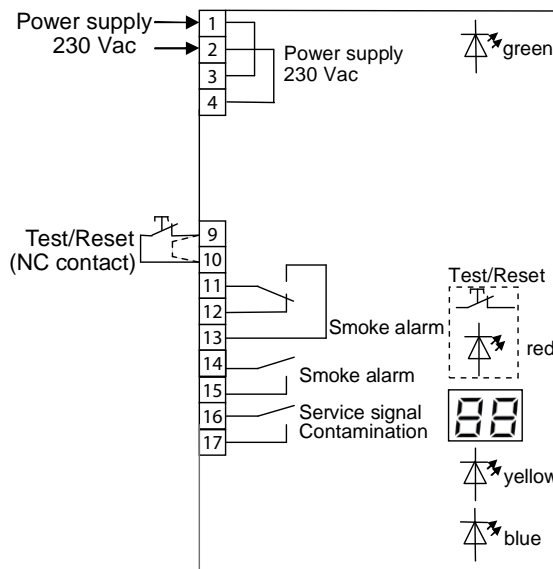 Power supply
230 Vac
1
2
3
4
Power supply
230 Vac
green
Test/Reset
(NC contact)
9
10
11
12
13
14
15
16
17
Smoke alarm
Smoke alarm
Service signal
Contamination
Test/Reset
red
88
yellow
blue